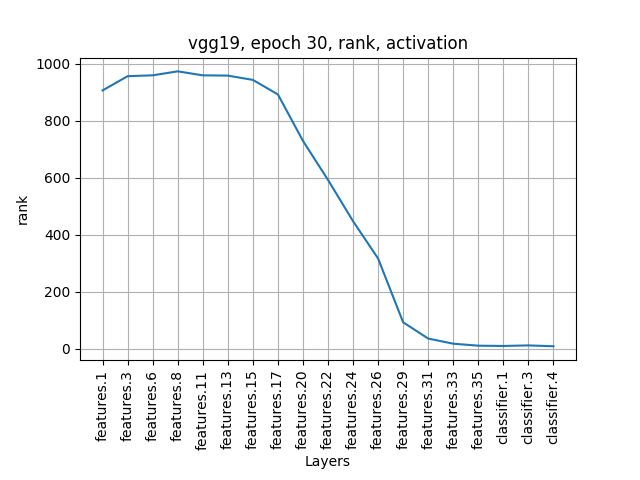 vgg19, epoch 30, rank, activation
1000
800
600
400
200
0
rank
features.1
features.3
features.6
features.8
features.11
features.13
features.15
features.17
features.20
features.22
features.24
features.26
features.29
features.31
features.33
features.35
classifier.1
classifier.3
classifier.4
Layers